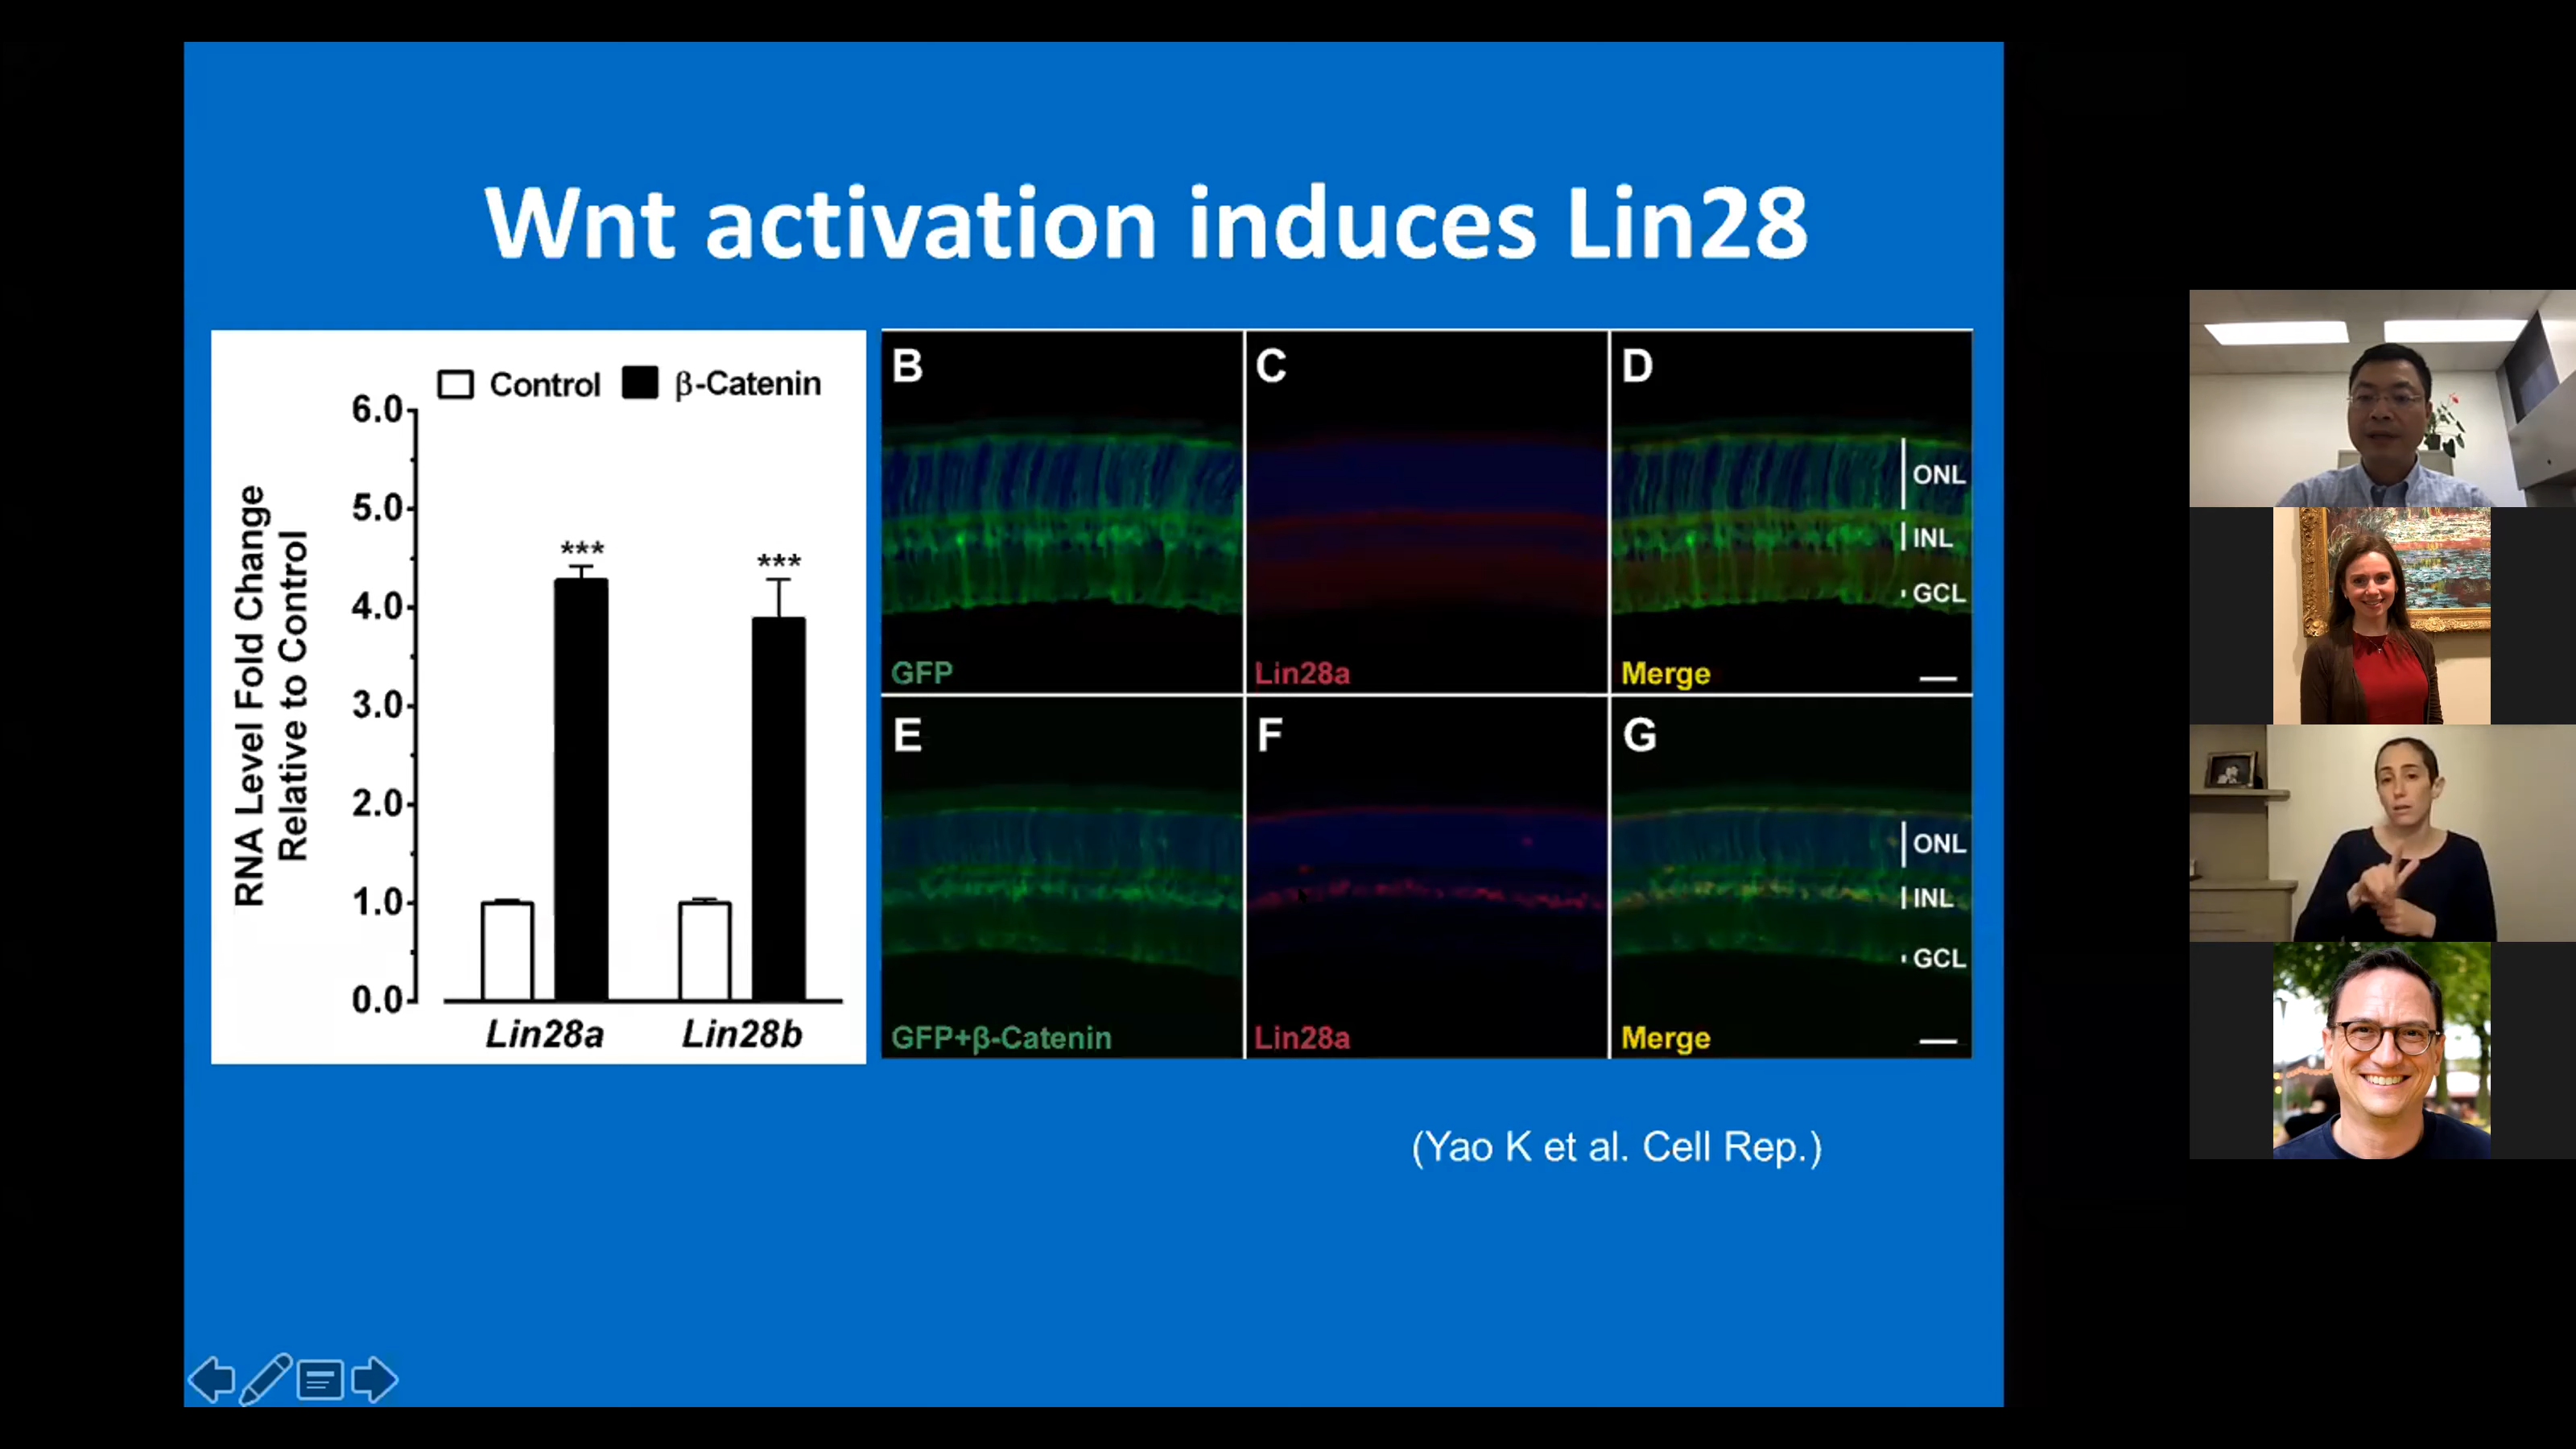 Wnt activation induces Lin28
Control
β-Catenin
RNA Level Fold Change
Relative to Control
6.0
5.0
4.0
3.0
2.0
1.0
0.0
***
***
Lin28a
Lin28b
B
C
D
ONL
INL
GCL
GFP
Lin28a
Merge
E
F
G
ONL
INL
GCL
GFP+β-Catenin
Lin28a
Merge
(Yao K et al. Cell Rep.)